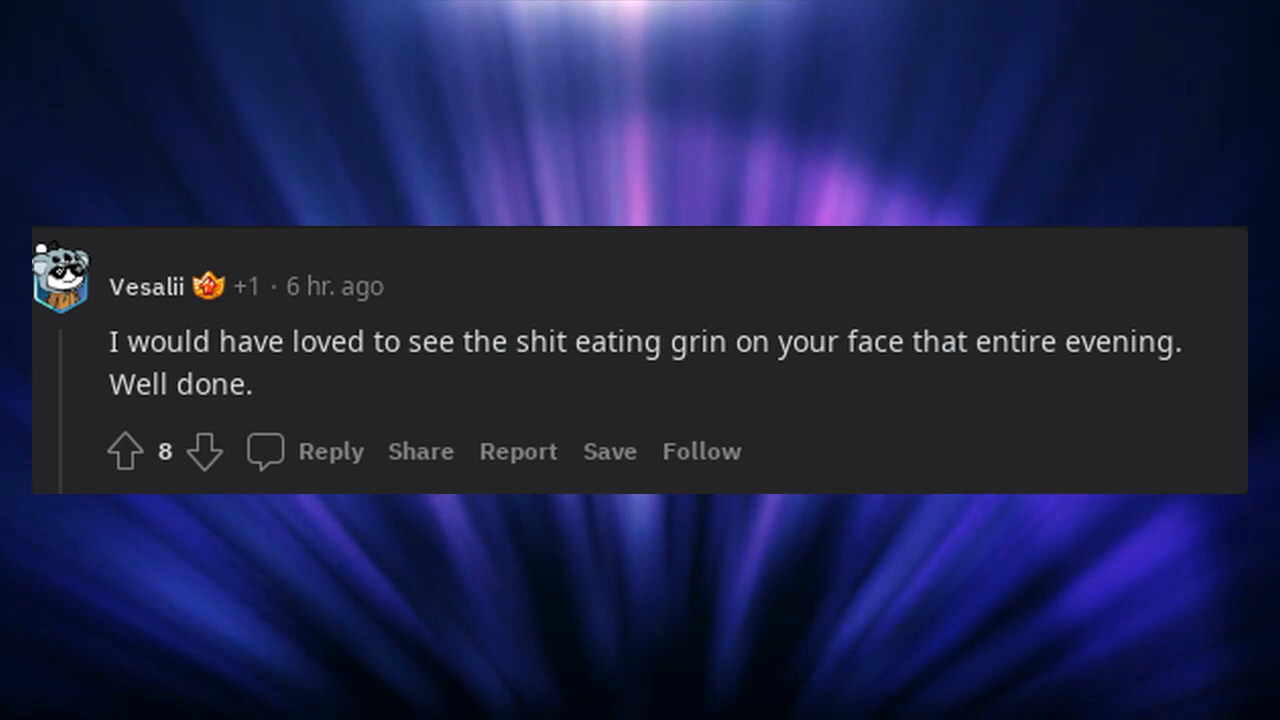 Vesalii +1 · 6 hr. ago
I would have loved to see the shit eating grin on your face that entire evening.
Well done.
8 Reply Share Report Save Follow